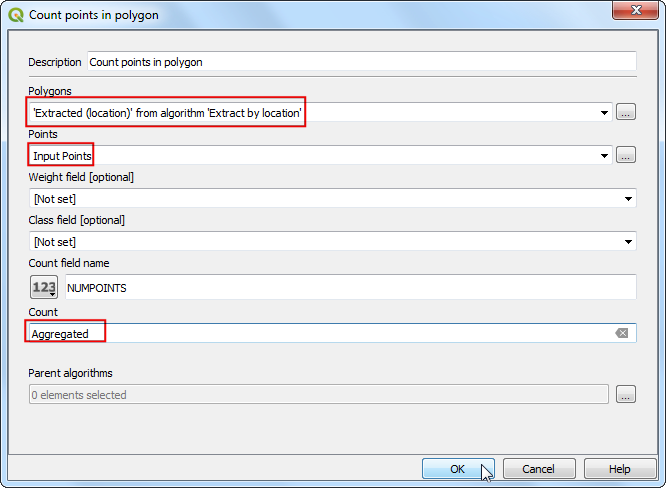 Count points in polygon
Description
Count points in polygon
Polygons
'Extracted (location)' from algorithm 'Extract by location'
...
Points
Input Points
...
Weight field [optional]
[Not set]
Class field [optional]
[Not set]
Count field name
123
NUMPOINTS
Count
Aggregated
Parent algorithms
0 elements selected
...
OK
Cancel
Help